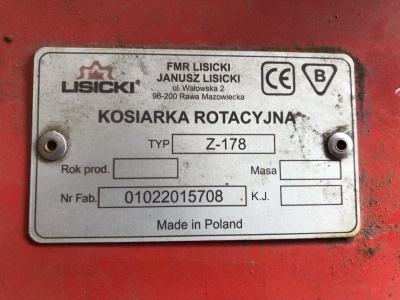 LISICKI®
FMR LISICKI
JANUSZ LISICKI
ul. Wałowska 2
96-200 Rawa Mazowiecka
CE
B
KOSIARKA ROTACYJNA
TYP Z-178
Rok prod. Masa
Nr Fab. 01022015708 K.J.
Made in Poland